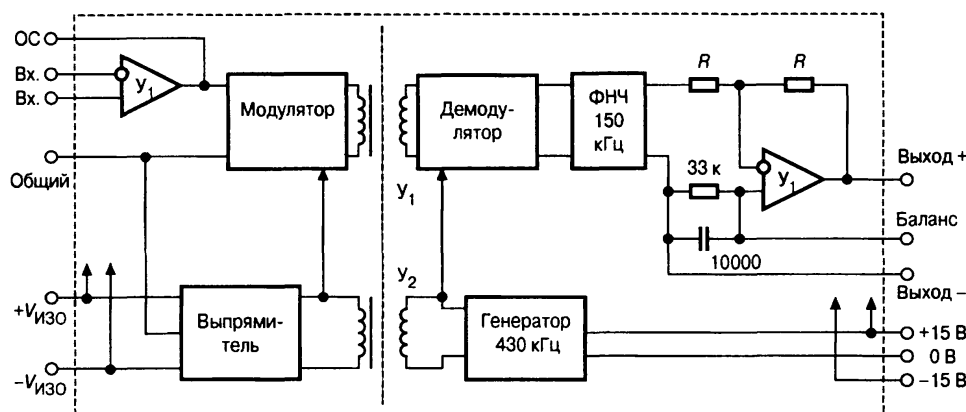 ОС
Вх.
Вх.
У1
Общий
Модулятор
Демоду-
лятор
ФНЧ
150
кГц
R
R
33 к
10000
У1
Выход +
Баланс
Выход –
У1
У2
+VИЗО
–VИЗО
Выпрями-
тель
Генератор
430 кГц
+15 В
0 В
–15 В